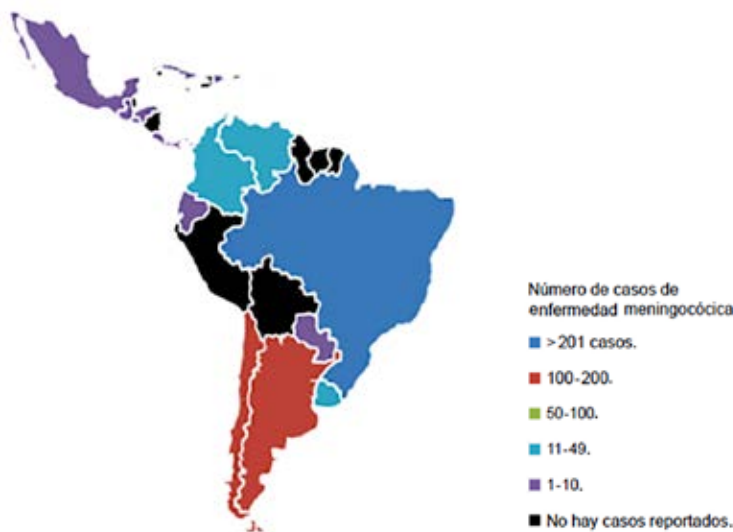 Número de casos de
enfermedad meningocócica
>201 casos.
100-200.
50-100.
11-49.
1-10.
No hay casos reportados.